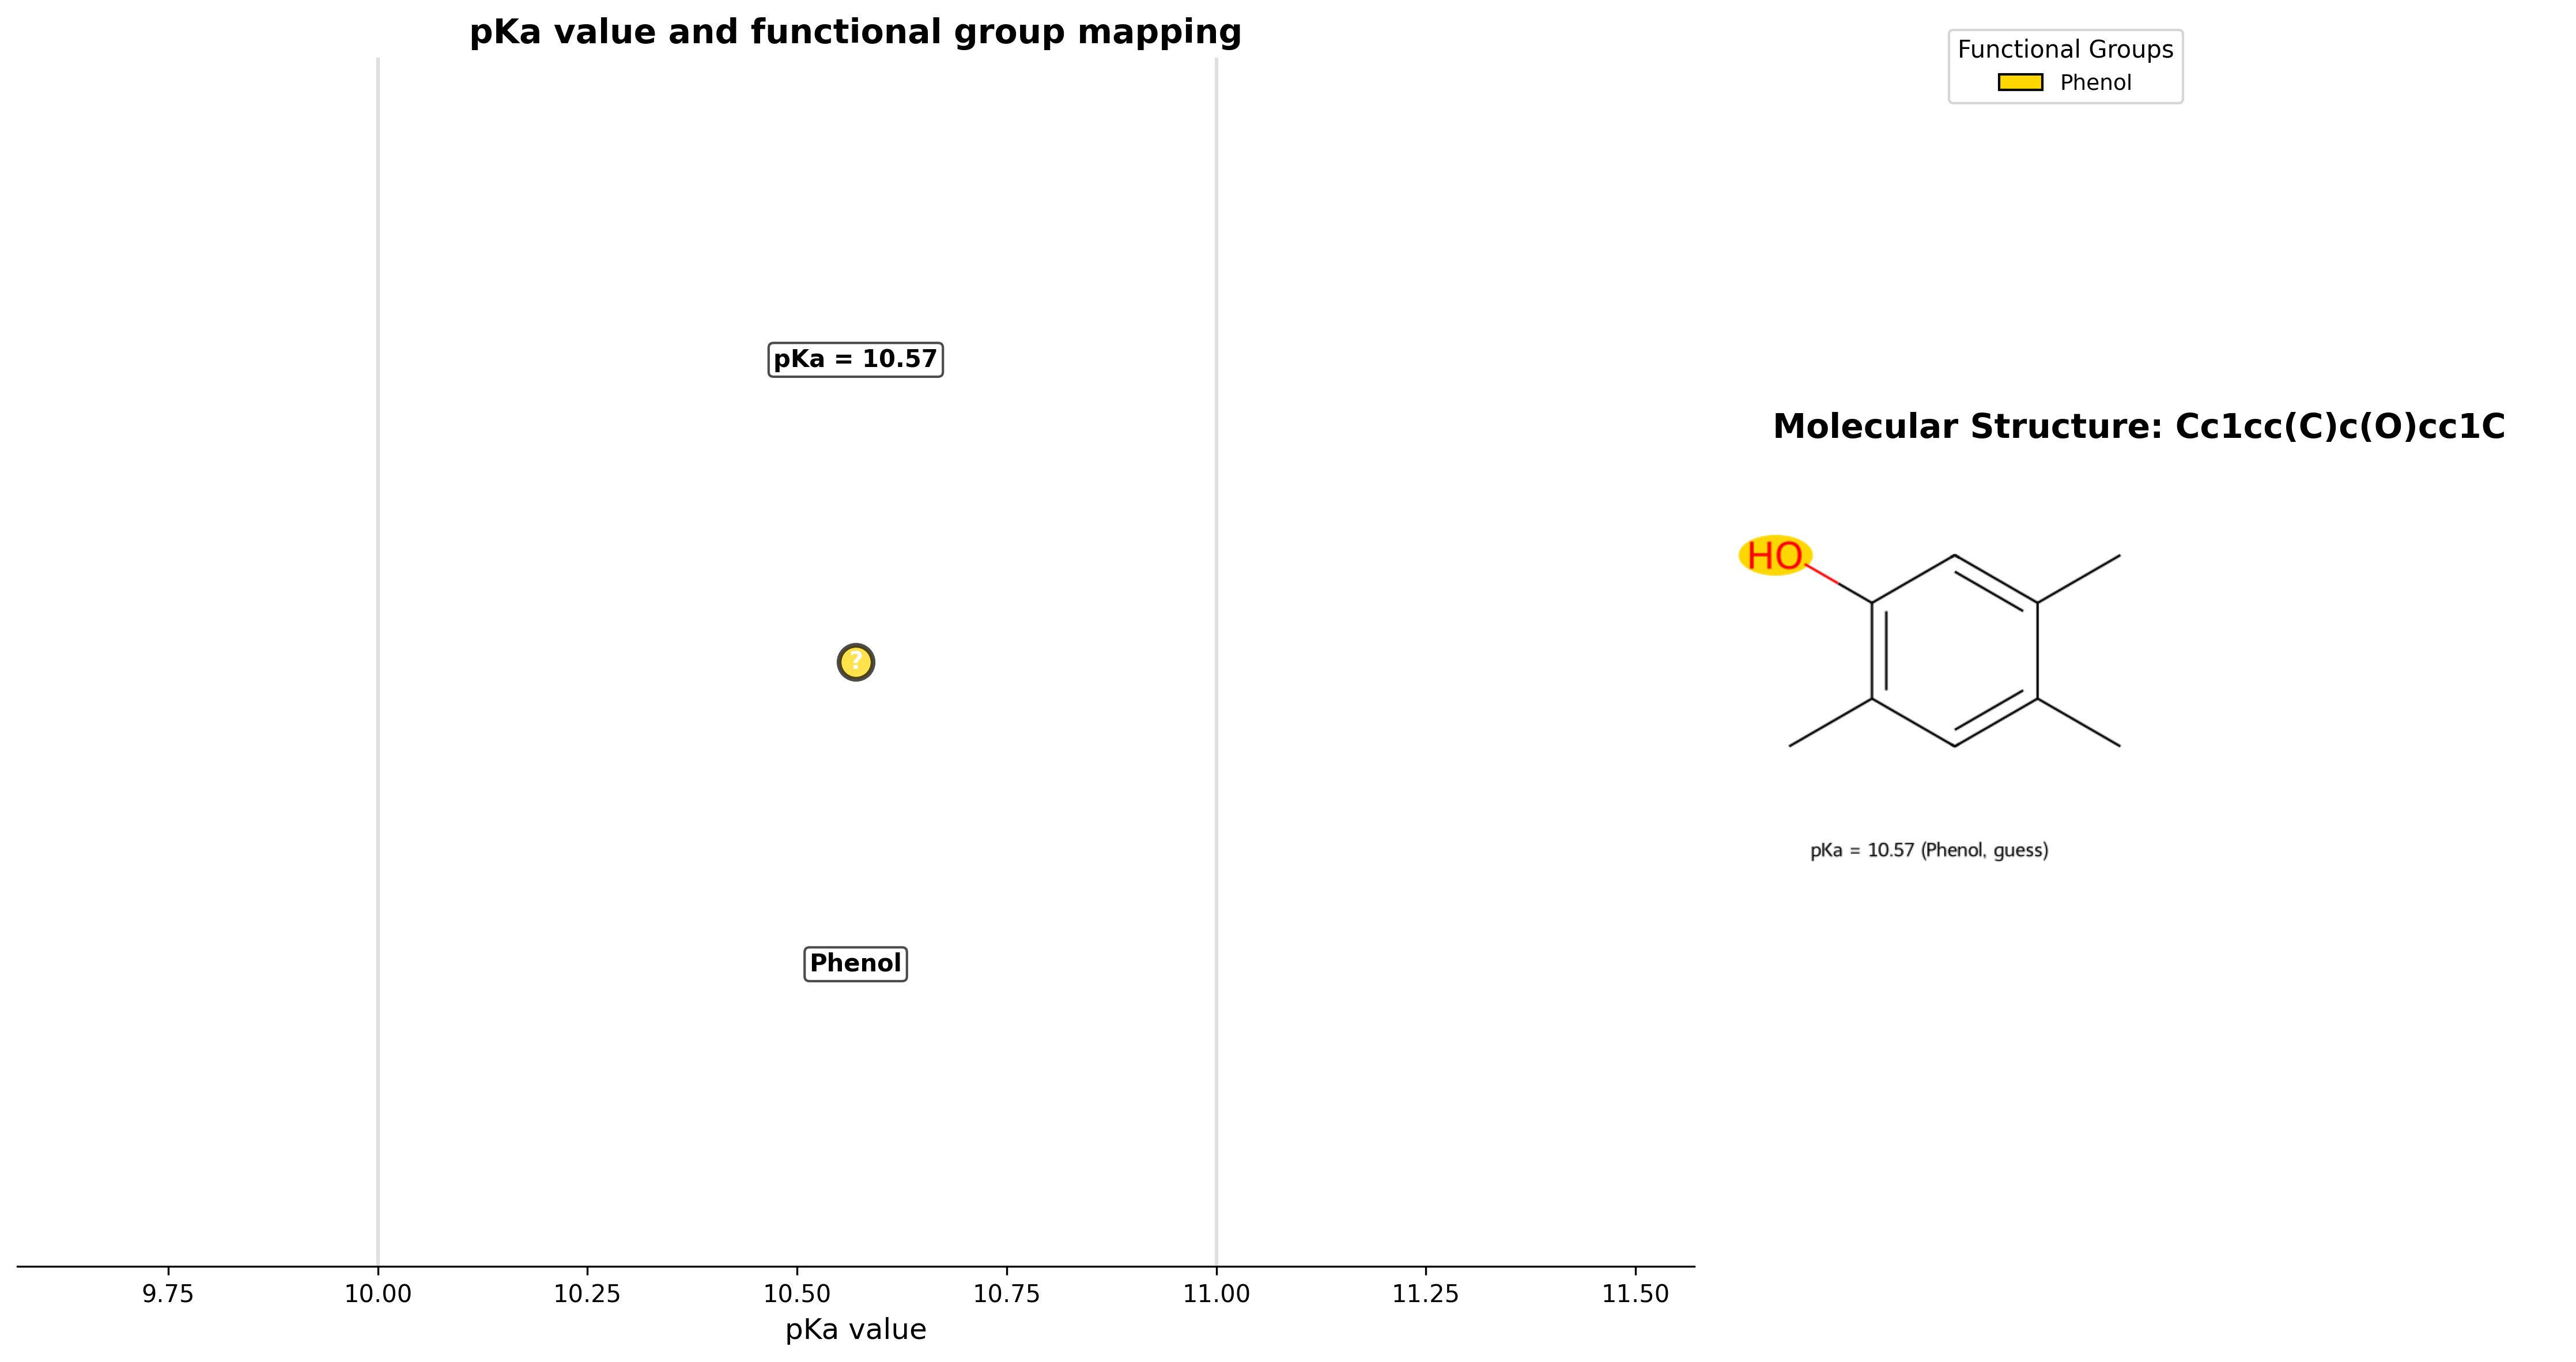 pKa value and functional group mapping
pKa = 10.57
?
Phenol
9.75 10.00 10.25 10.50 10.75 11.00 11.25 11.50
pKa value
Functional Groups
Phenol
Molecular Structure: Cc1cc(C)c(O)cc1C
HO
pKa = 10.57 (Phenol, guess)